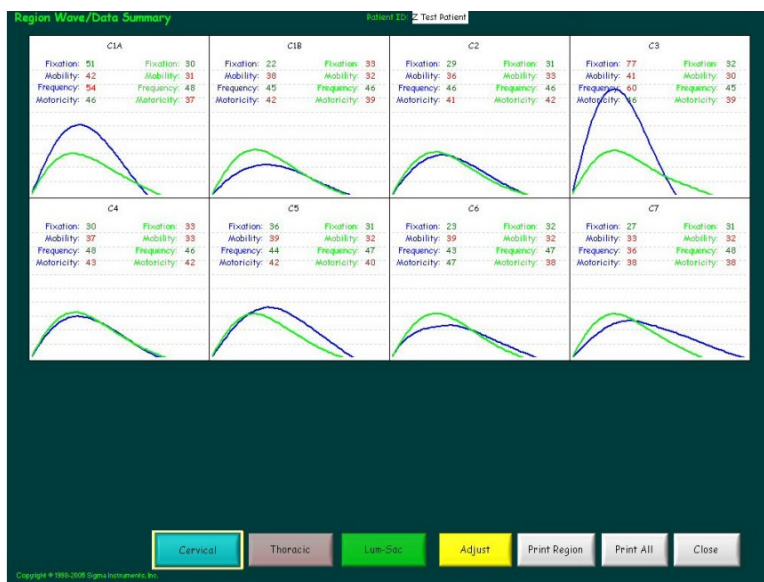 Region Wave/Data Summary
Patient ID: Z Test Patient
C1A
Fixation: 51 Fixation: 30
Mobility: 42 Mobility: 31
Frequency: 54 Frequency: 48
Motoricity: 46 Motoricity: 37
C1B
Fixation: 22 Fixation: 33
Mobility: 38 Mobility: 32
Frequency: 45 Frequency: 46
Motoricity: 42 Motoricity: 39
C2
Fixation: 29 Fixation: 31
Mobility: 36 Mobility: 33
Frequency: 46 Frequency: 46
Motoricity: 41 Motoricity: 42
C3
Fixation: 77 Fixation: 32
Mobility: 41 Mobility: 30
Frequency: 60 Frequency: 45
Motoricity: 46 Motoricity: 39
C4
Fixation: 30 Fixation: 33
Mobility: 37 Mobility: 33
Frequency: 48 Frequency: 46
Motoricity: 43 Motoricity: 42
C5
Fixation: 36 Fixation: 31
Mobility: 39 Mobility: 32
Frequency: 44 Frequency: 47
Motoricity: 42 Motoricity: 40
C6
Fixation: 23 Fixation: 32
Mobility: 39 Mobility: 32
Frequency: 43 Frequency: 47
Motoricity: 47 Motoricity: 38
C7
Fixation: 27 Fixation: 31
Mobility: 33 Mobility: 32
Frequency: 36 Frequency: 48
Motoricity: 38 Motoricity: 38
Cervical Thoracic Lum-Sac Adjust Print Region Print All Close
Copyright © 1998-2005 Sigma Instruments, Inc.